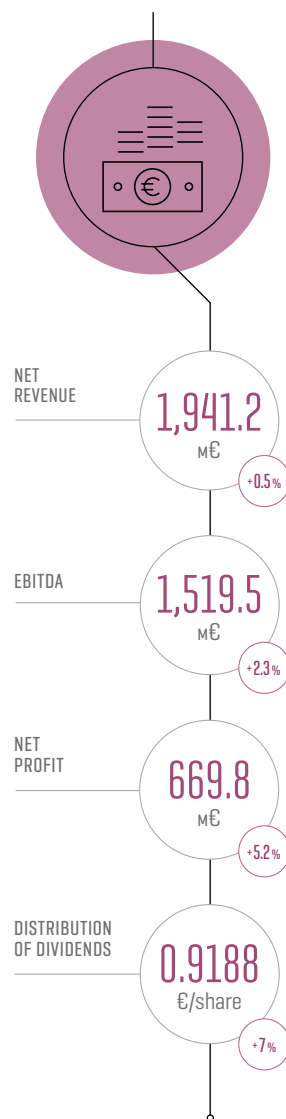 €
NET
REVENUE
1,941.2
M€
+0.5%
EBITDA
1,519.5
M€
+2.3%
NET
PROFIT
669.8
M€
+5.2%
DISTRIBUTION
OF DIVIDENDS
0.9188
€/share
+7%